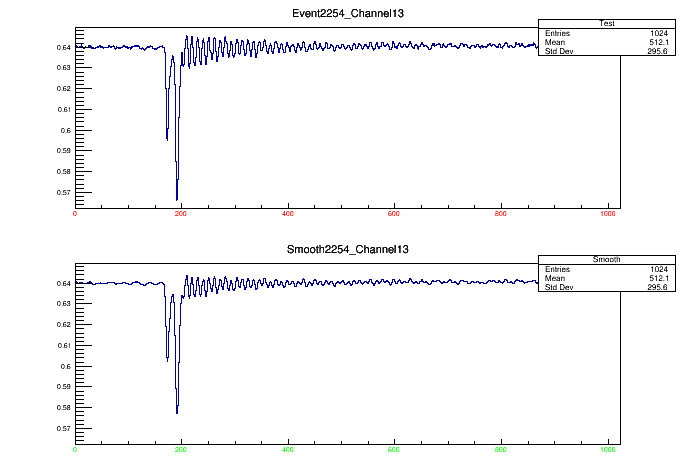 Event2254_Channel13
Test
Entries 1024
Mean 512.1
Std Dev 295.6
0.64
0.63
0.62
0.61
0.6
0.59
0.58
0.57
0 200 400 600 800 1000
Smooth2254_Channel13
Smooth
Entries 1024
Mean 512.1
Std Dev 295.6
0.64
0.63
0.62
0.61
0.6
0.59
0.58
0.57
0 200 400 600 800 1000